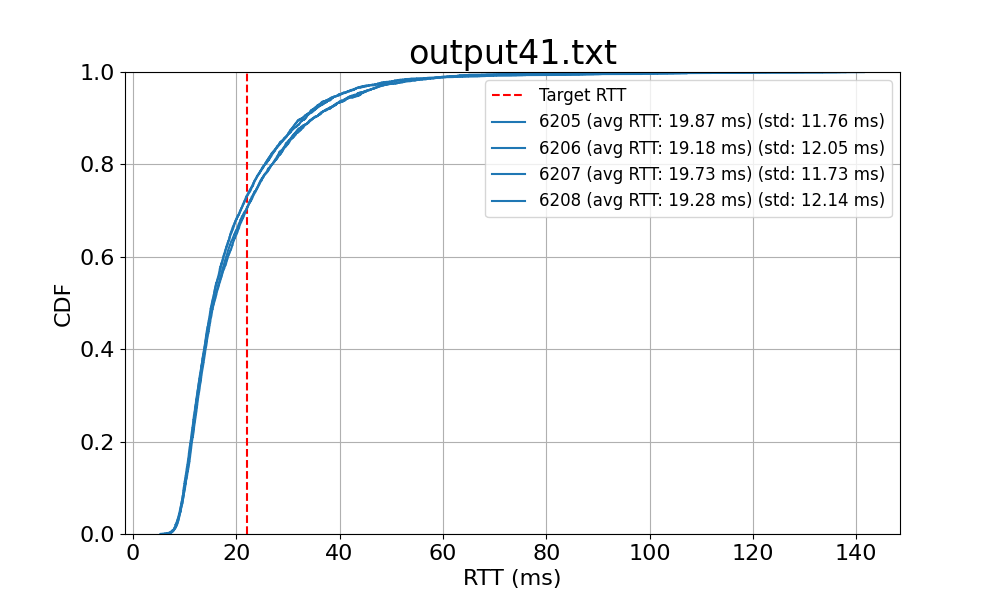 output41.txt
1.0
0.8
0.6
0.4
0.2
0.0
CDF
Target RTT
6205 (avg RTT: 19.87 ms) (std: 11.76 ms)
6206 (avg RTT: 19.18 ms) (std: 12.05 ms)
6207 (avg RTT: 19.73 ms) (std: 11.73 ms)
6208 (avg RTT: 19.28 ms) (std: 12.14 ms)
0 20 40 60 80 100 120 140
RTT (ms)